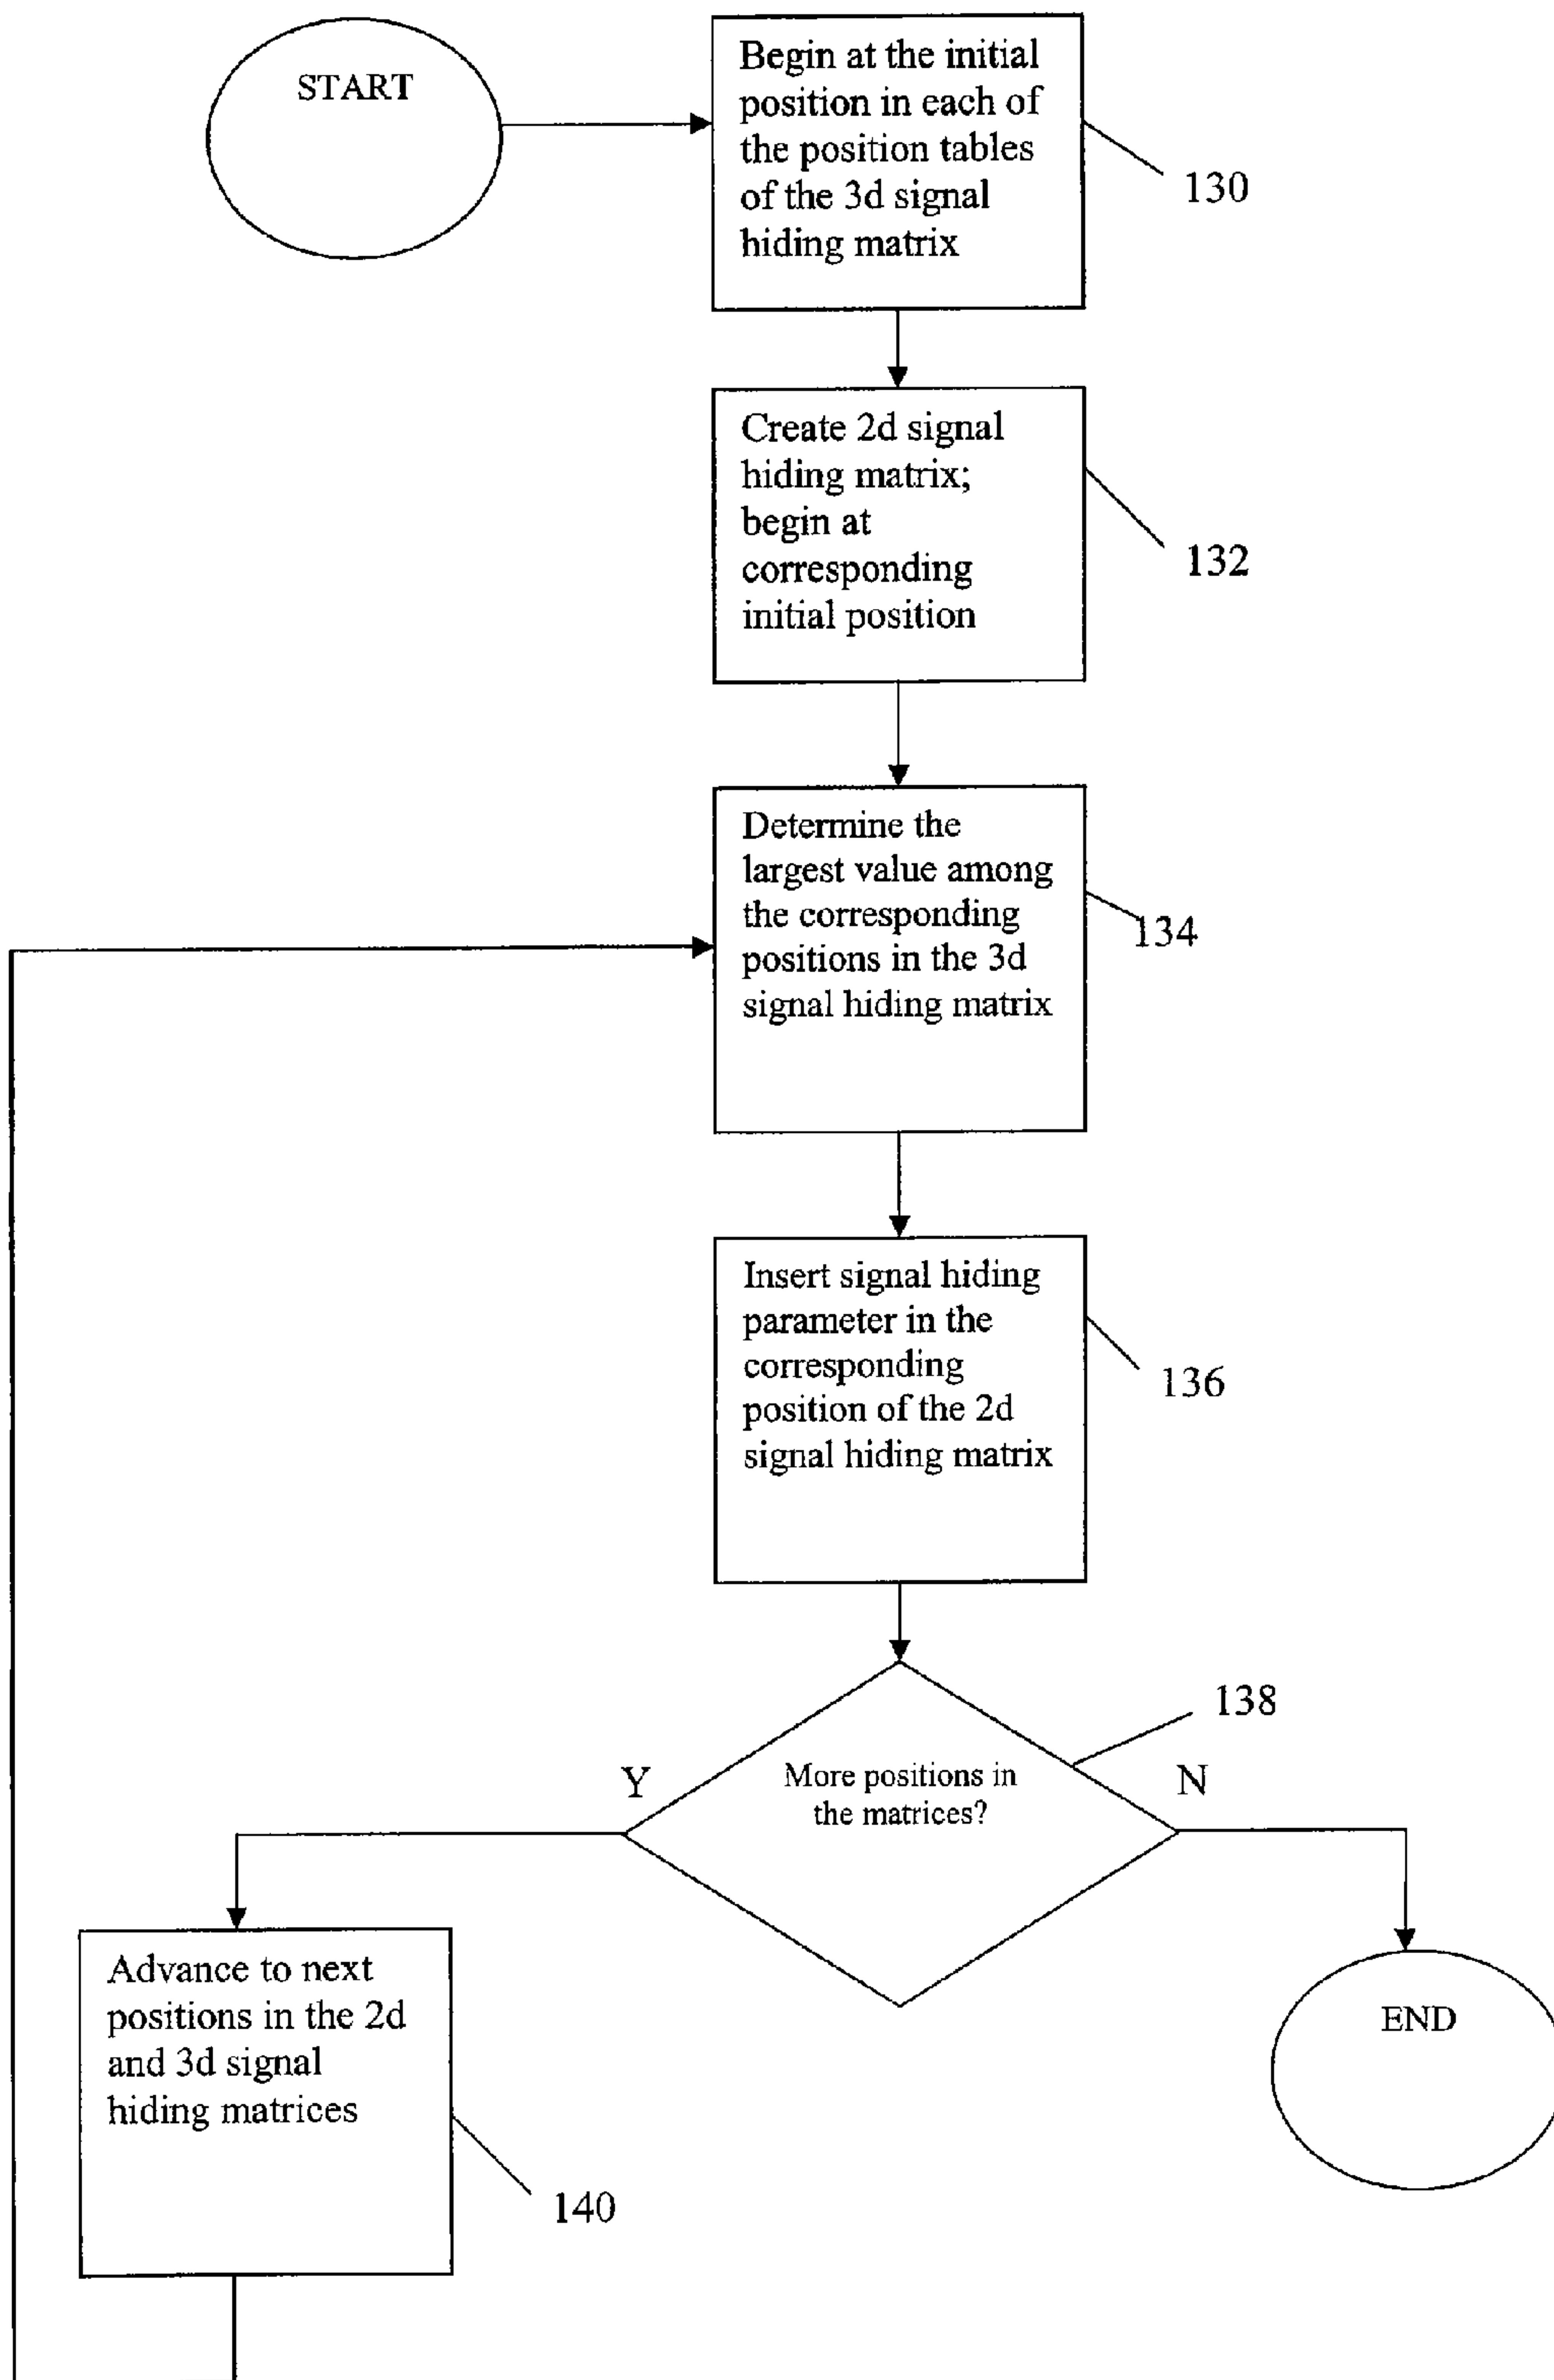 START
Begin at the initial
position in each of
the position tables
of the 3d signal
hiding matrix
130
Create 2d signal
hiding matrix;
begin at
corresponding
initial position
132
Determine the
largest value among
the corresponding
positions in the 3d
signal hiding matrix
134
Insert signal hiding
parameter in the
corresponding
position of the 2d
signal hiding matrix
136
138
More positions in
the matrices?
Y
N
Advance to next
positions in the 2d
and 3d signal
hiding matrices
140
END